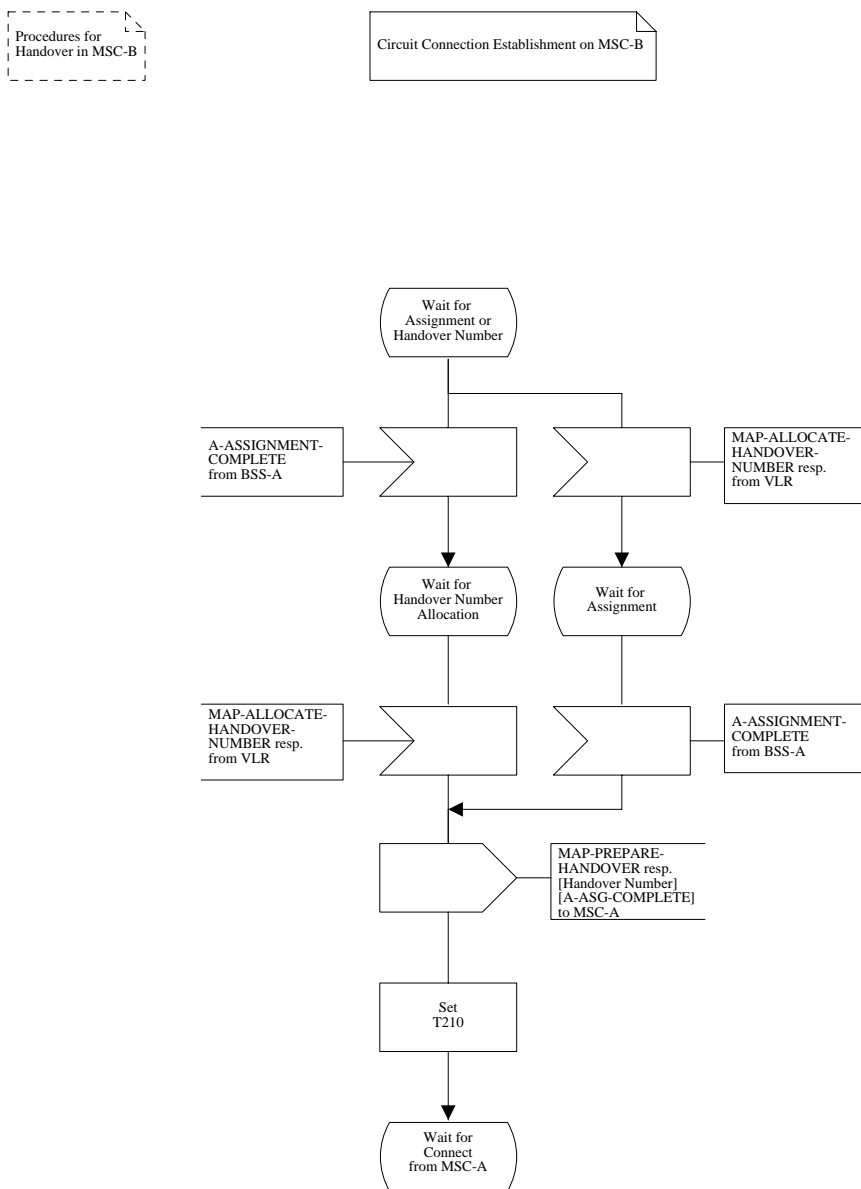 Procedures for
Handover in MSC-B
Circuit Connection Establishment on MSC-B
Wait for
Assignment or
Handover Number
A-ASSIGNMENT-
COMPLETE
from BSS-A
MAP-ALLOCATE-
HANDOVER-
NUMBER resp.
from VLR
Wait for
Handover Number
Allocation
Wait for
Assignment
MAP-ALLOCATE-
HANDOVER-
NUMBER resp.
from VLR
A-ASSIGNMENT-
COMPLETE
from BSS-A
MAP-PREPARE-
HANDOVER resp.
[Handover Number]
[A-ASG-COMPLETE]
to MSC-A
Set
T210
Wait for
Connect
from MSC-A